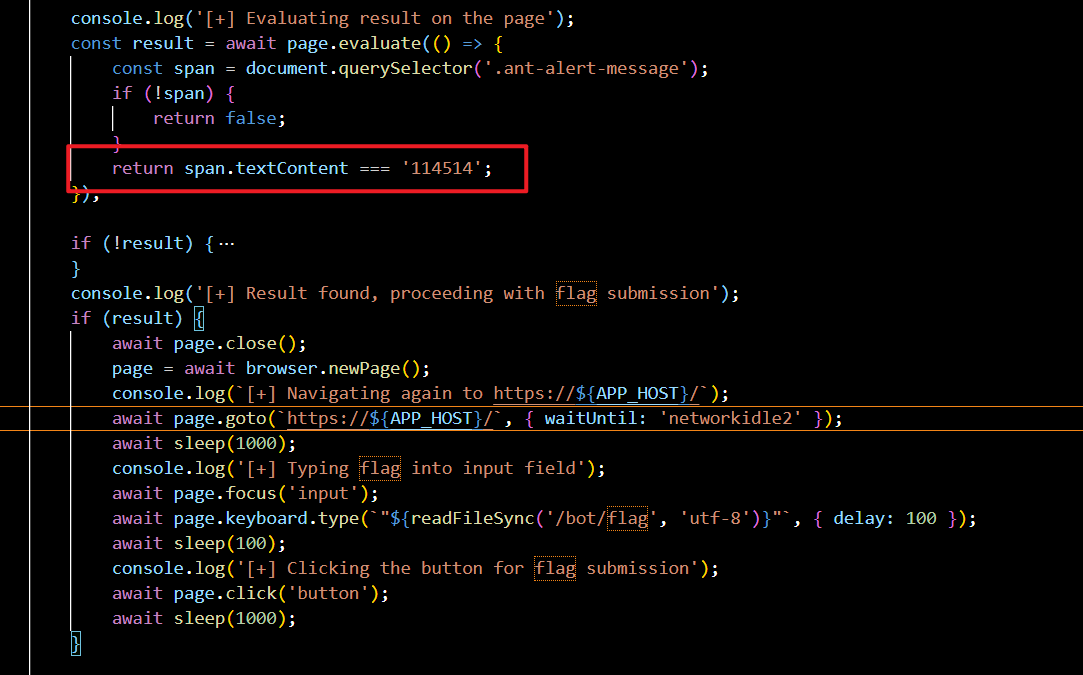 console.log('[+] Evaluating result on the page');
const result = await page.evaluate(() => {
    const span = document.querySelector('.ant-alert-message');
    if (!span) {
        return false;
    }
    return span.textContent === '114514';
});

if (!result) {…
}
console.log('[+] Result found, proceeding with flag submission');
if (result) {
    await page.close();
    page = await browser.newPage();
    console.log(`[+] Navigating again to https://${APP_HOST}/`);
    await page.goto(`https://${APP_HOST}/`, { waitUntil: 'networkidle2' });
    await sleep(1000);
    console.log('[+] Typing flag into input field');
    await page.focus('input');
    await page.keyboard.type(`"${readFileSync('/bot/flag', 'utf-8')}"`, { delay: 100 });
    await sleep(100);
    console.log('[+] Clicking the button for flag submission');
    await page.click('button');
    await sleep(1000);
}